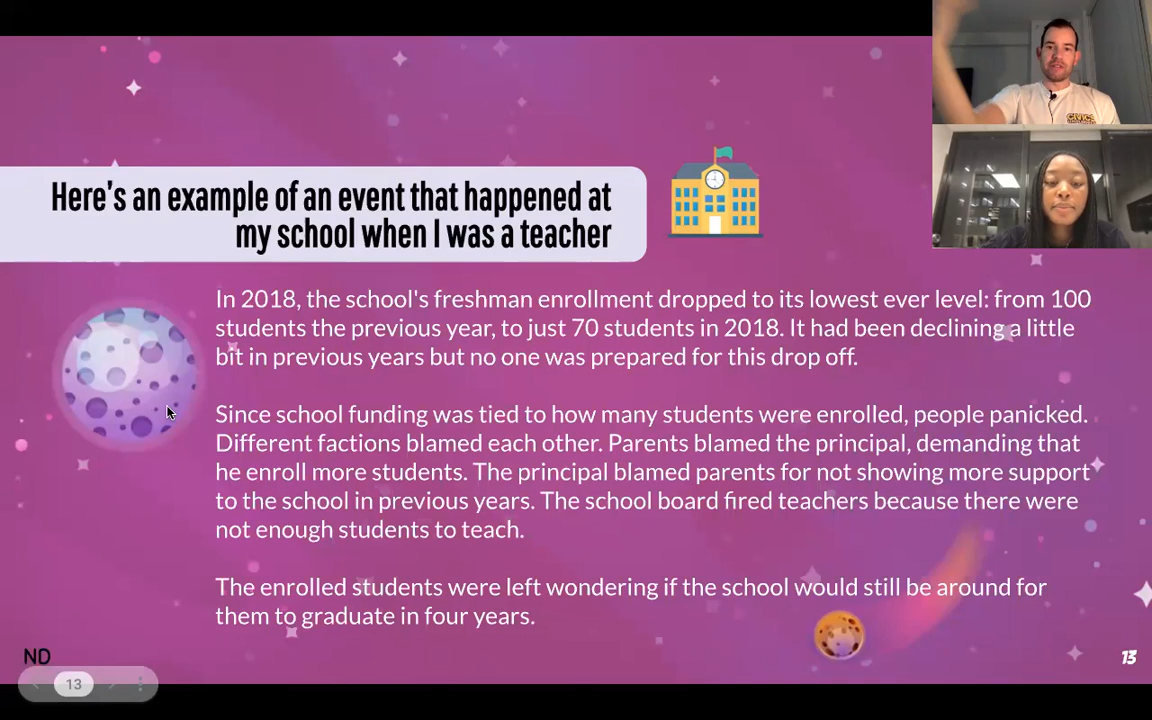 Here's an example of an event that happened at
my school when I was a teacher
In 2018, the school's freshman enrollment dropped to its lowest ever level: from 100
students the previous year, to just 70 students in 2018. It had been declining a little
bit in previous years but no one was prepared for this drop off.
Since school funding was tied to how many students were enrolled, people panicked.
Different factions blamed each other. Parents blamed the principal, demanding that
he enroll more students. The principal blamed parents for not showing more support
to the school in previous years. The school board fired teachers because there were
not enough students to teach.
The enrolled students were left wondering if the school would still be around for
them to graduate in four years.
ND
13
13